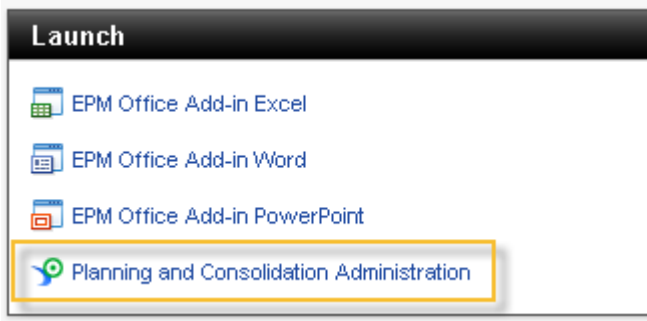 Launch
EPM Office Add-in Excel
EPM Office Add-in Word
EPM Office Add-in PowerPoint
Planning and Consolidation Administration